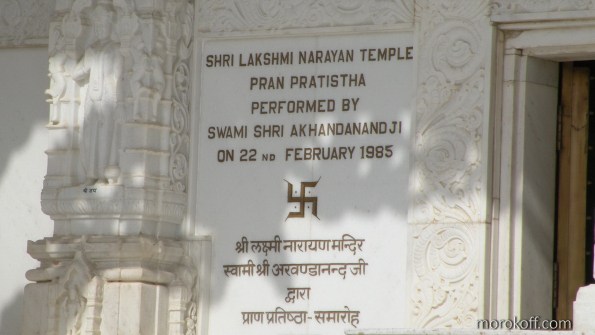 SHRI LAKSHMI NARAYAN TEMPLE
PRAN PRATISTHA
PERFORMED BY
SWAMI SHRI AKHANDANANDJI
ON 22 ND FEBRUARY 1985
श्री लक्ष्मी नारायण मन्दिर
स्वामी श्री अखण्डानन्द जी
द्वारा
प्राण प्रतिष्ठा-समारोह
morokoff.com